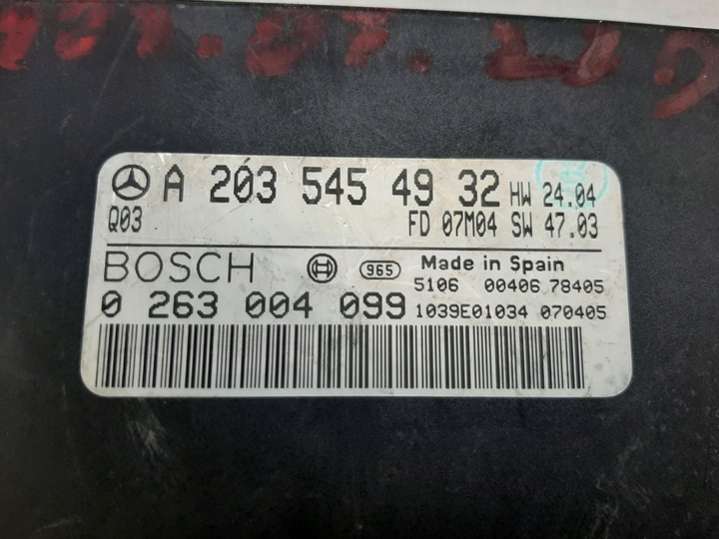 A 203 545 49 32 HW 24.04
Q03 FD 07M04 SW 47.03
BOSCH 965 Made in Spain
5106 00406 78405
0 263 004 099 1039E01034 070405